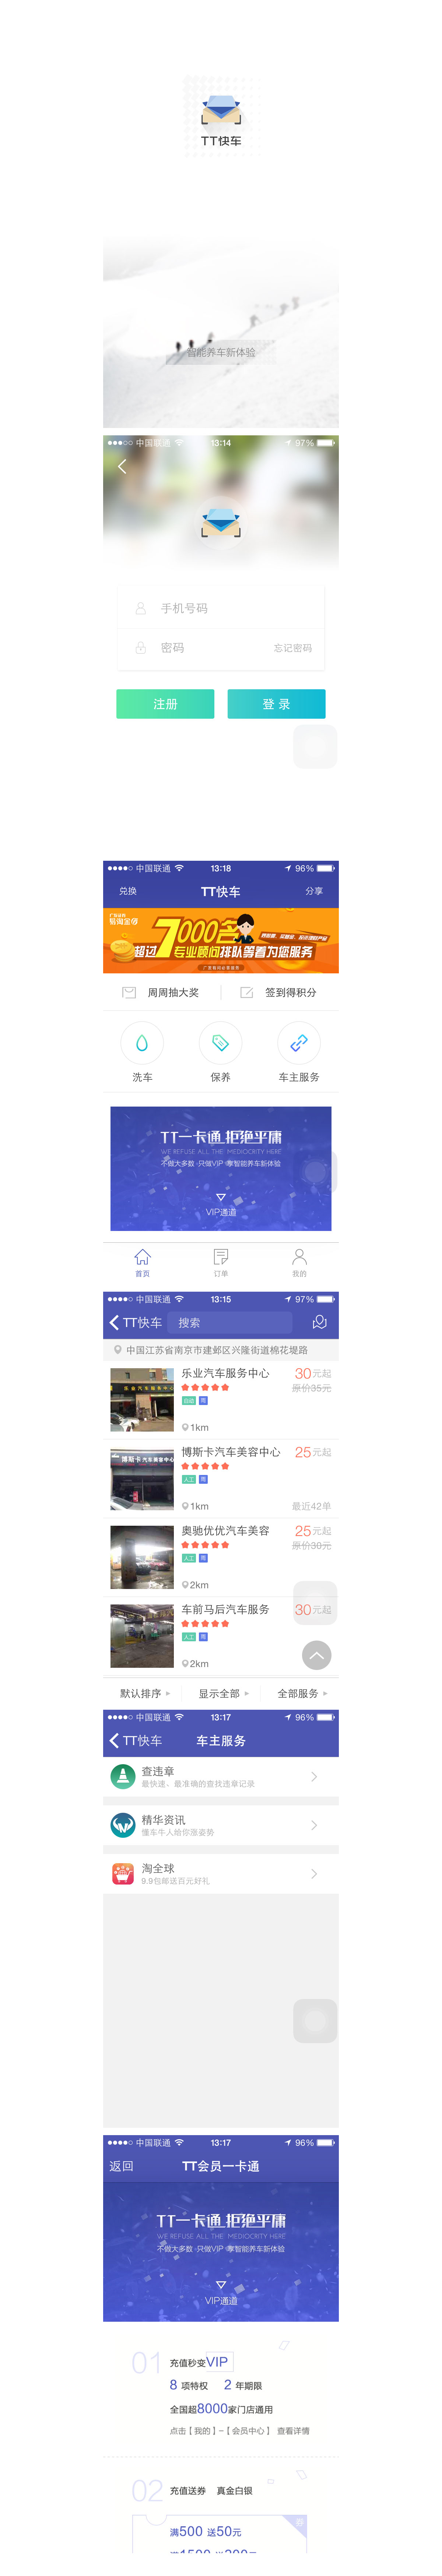 TT快车
智能养车新体验
中国联通 13:14 97%
手机号码
密码 忘记密码
注册 登 录
中国联通 13:18 96%
兑换 TT快车 分享
7000名
超过 专业顾问排队等着为您服务
周周抽大奖 签到得积分
洗车 保养 车主服务
TT一卡通 拒绝平庸
WE REFUSE ALL THE MEDIOCRITY HERE
不做大多数 ·只做VIP 享智能养车新体验
VIP通道
首页 订单 我的
中国联通 13:15 97%
TT快车 搜索
中国江苏省南京市建邺区兴隆街道棉花堤路
乐业汽车服务中心 30元起
原价35元
自动 周
1km
博斯卡汽车美容中心 25元起
人工 周
1km 最近42单
奥驰优优汽车美容 25元起
原价30元
人工 周
2km
车前马后汽车服务 30元起
人工 周
2km
默认排序 显示全部 全部服务
中国联通 13:17 96%
TT快车 车主服务
查违章
最快速、最准确的查找违章记录
精华资讯
懂车牛人给你涨姿势
淘全球
9.9包邮送百元好礼
中国联通 13:17 96%
返回 TT会员一卡通
TT一卡通 拒绝平庸
WE REFUSE ALL THE MEDIOCRITY HERE
不做大多数 ·只做VIP 享智能养车新体验
VIP通道
01 充值秒变VIP
8 项特权 2 年期限
全国超8000家门店通用
点击【我的】-【会员中心】 查看详情
02 充值送券 真金白银
满500 送50元 券